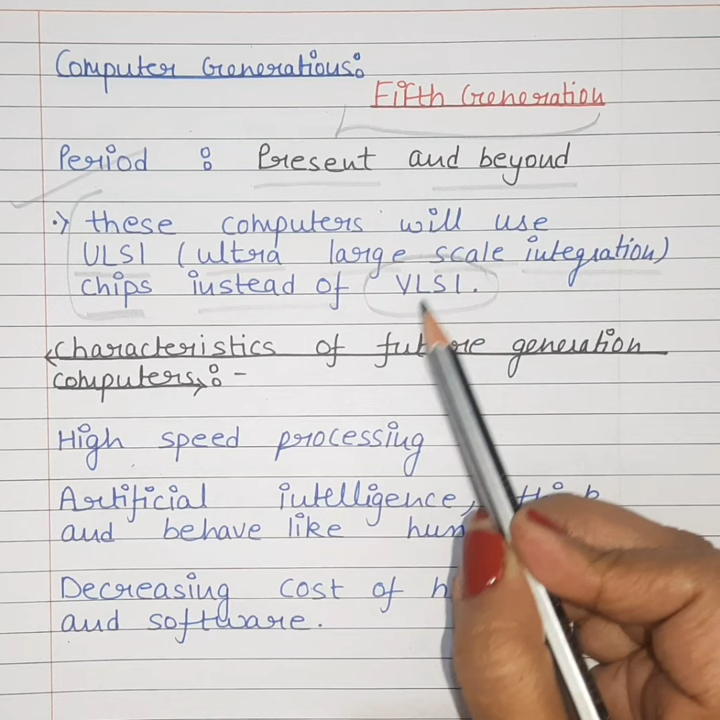 Computer Generations:
Fifth Generation
Period : Present and beyond
these computers will use
ULSI (ultra large scale integration)
chips instead of VLSI.
Characteristics of future generation
computers :-
High speed processing
Artificial intelligence,
and behave like
Decreasing cost of
and software.